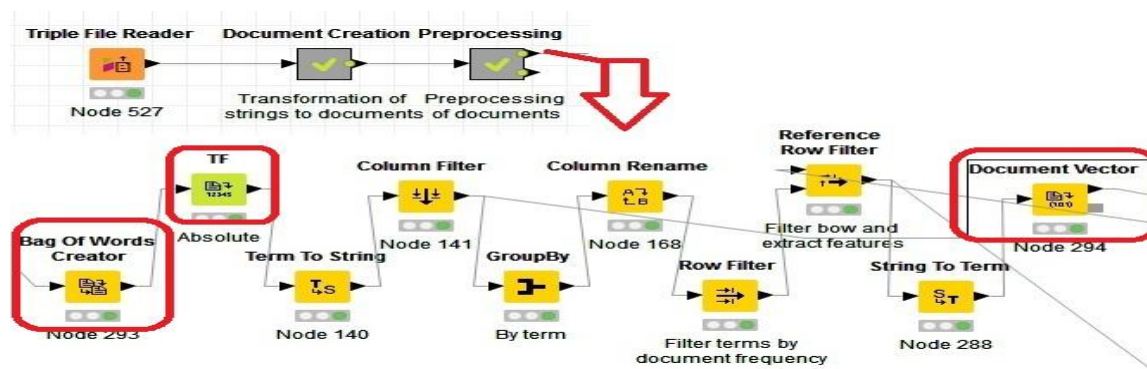 Triple File Reader
Document Creation
Preprocessing
Node 527
Transformation of
strings to documents
Preprocessing
of documents
TF
Absolute
Bag Of Words
Creator
Node 293
Term To String
Node 140
Column Filter
Node 141
GroupBy
By term
Column Rename
Node 168
Row Filter
Filter terms by
document frequency
Reference
Row Filter
Filter bow and
extract features
String To Term
Node 288
Document Vector
Node 294